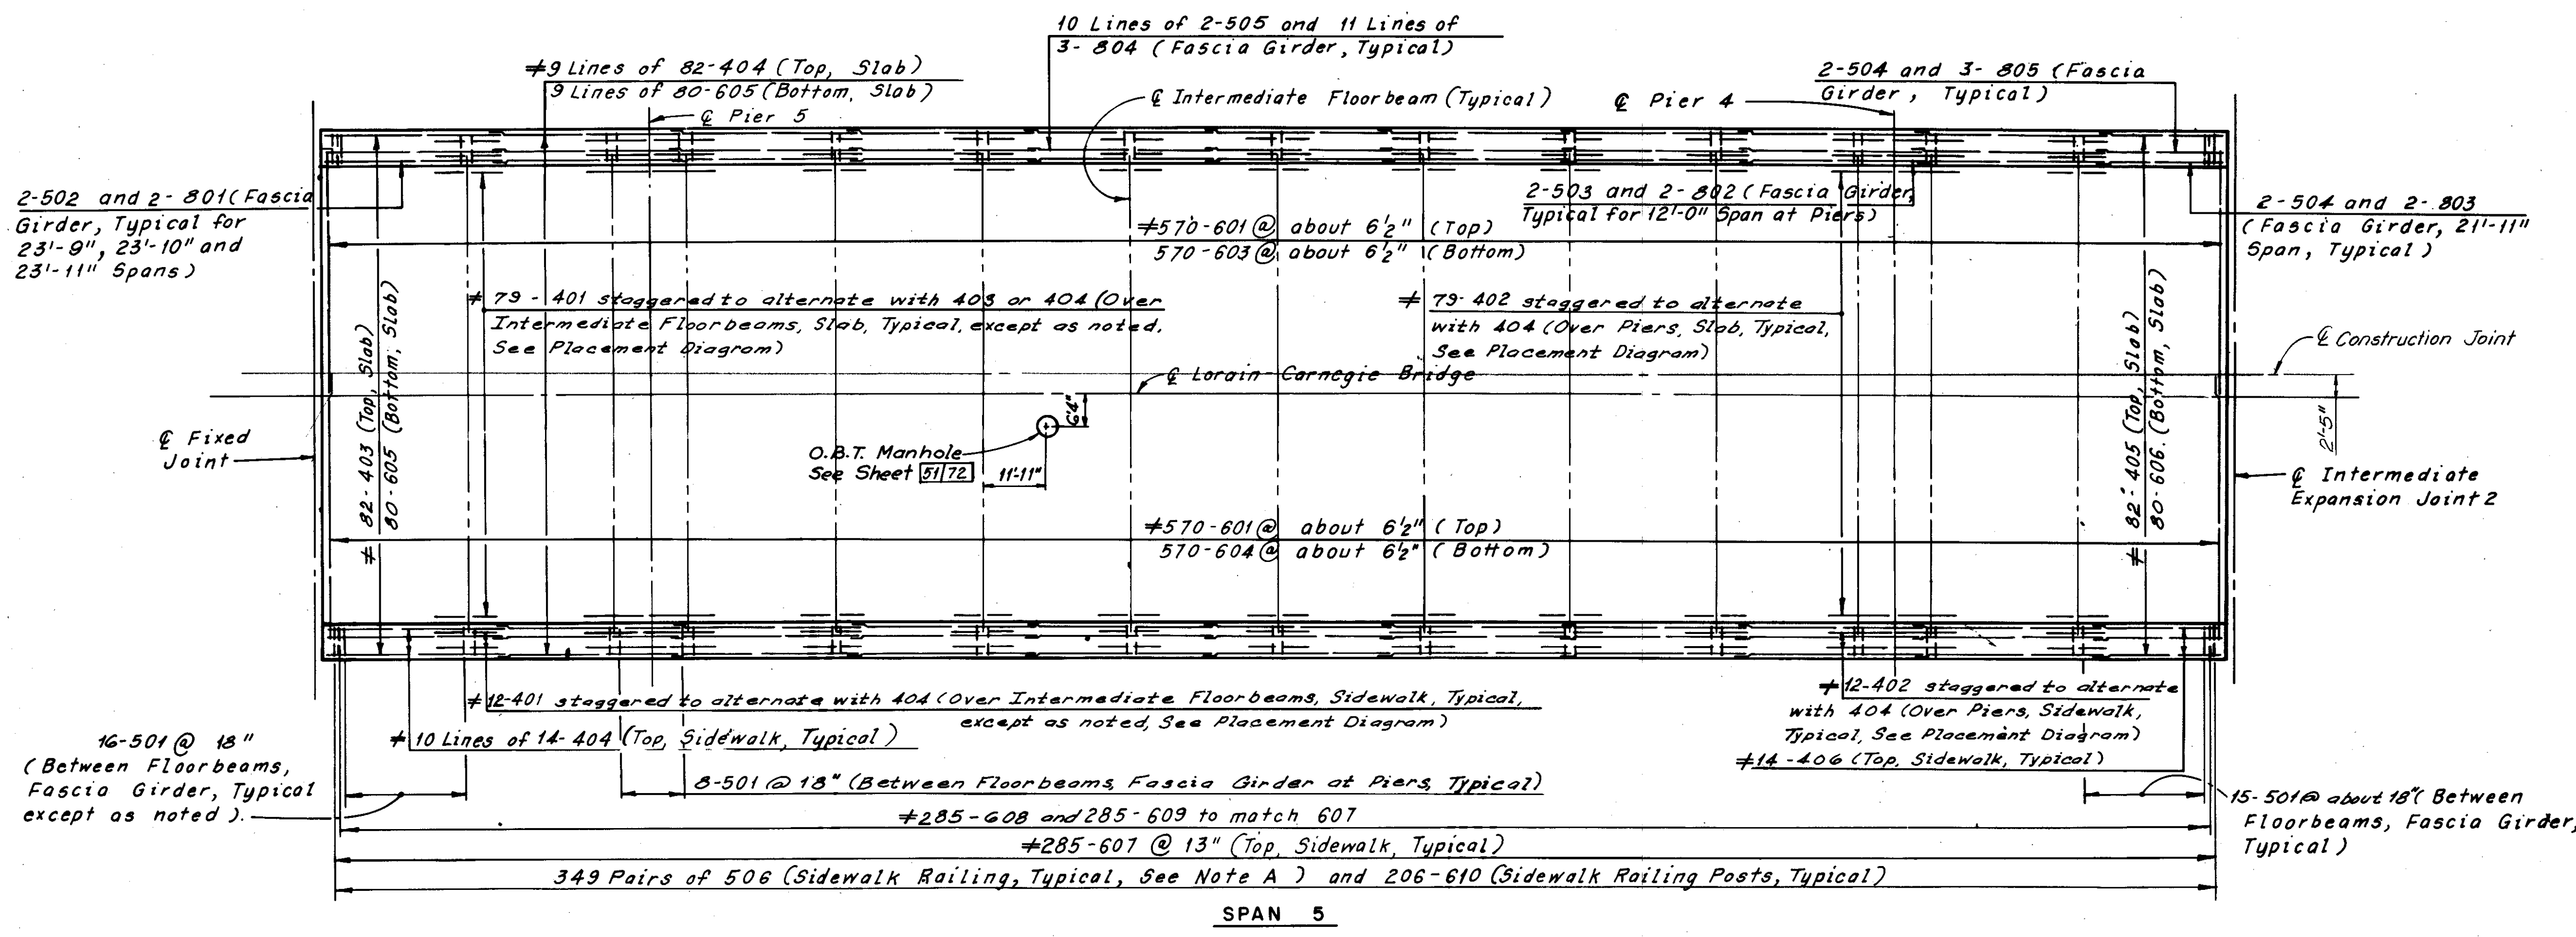 10 Lines of 2-505 and 11 Lines of
3-804 (Fascia Girder, Typical)
≠9 Lines of 82-404 (Top, Slab)
9 Lines of 80-605 (Bottom, Slab)
℄ Pier 5
℄ Intermediate Floorbeam (Typical)
℄ Pier 4
2-504 and 3-805 (Fascia
Girder, Typical)
2-502 and 2-801 (Fascia
Girder, Typical for
23'-9", 23'-10" and
23'-11" Spans)
2-503 and 2-802 (Fascia Girder,
Typical for 12'-0" Span at Piers)
2-504 and 2-803
(Fascia Girder, 21'-11"
Span, Typical)
≠570-601 @ about 6½" (Top)
570-603 @ about 6½" (Bottom)
≠ 79-401 staggered to alternate with 403 or 404 (Over
Intermediate Floorbeams, Slab, Typical, except as noted.
See Placement Diagram)
≠ 79-402 staggered to alternate
with 404 (Over Piers, Slab, Typical,
See Placement Diagram)
≠ 82-403 (Top, Slab)
80-605 (Bottom, Slab)
≠ 82-405 (Top, Slab)
80-606. (Bottom, Slab)
℄ Construction Joint
℄ Lorain-Carnegie Bridge
6'4"
2'-5"
℄ Fixed
Joint
O.B.T. Manhole
See Sheet 51/72
11'-11"
℄ Intermediate
Expansion Joint 2
≠570-601 @ about 6½" (Top)
570-604 @ about 6½" (Bottom)
≠12-401 staggered to alternate with 404 (Over Intermediate Floorbeams, Sidewalk, Typical,
except as noted, See Placement Diagram)
≠12-402 staggered to alternate
with 404 (Over Piers, Sidewalk,
Typical, See Placement Diagram)
≠14-406 (Top, Sidewalk, Typical)
≠ 10 Lines of 14-404 (Top, Sidewalk, Typical)
16-501 @ 18"
(Between Floorbeams,
Fascia Girder, Typical
except as noted).
8-501 @ 18" (Between Floorbeams, Fascia Girder at Piers, Typical)
15-501@ about 18" (Between
Floorbeams, Fascia Girder,
Typical)
≠285-608 and 285-609 to match 607
≠285-607 @ 13" (Top, Sidewalk, Typical)
349 Pairs of 506 (Sidewalk Railing, Typical, See Note A) and 206-610 (Sidewalk Railing Posts, Typical)
SPAN 5